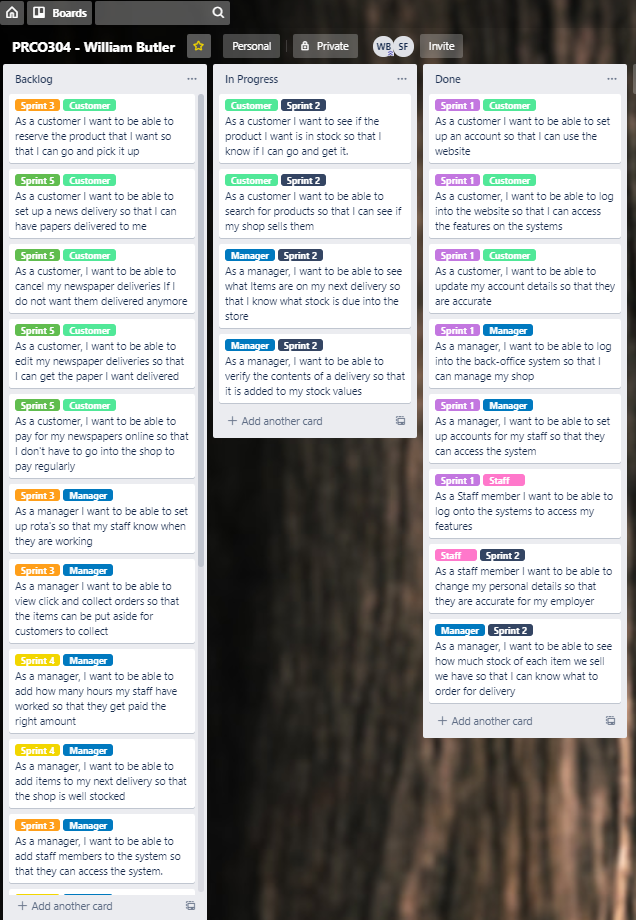 Boards
PRCO304 - William Butler
Personal
Private
WB
SF
Invite
Backlog
Sprint 3 Customer
As a customer I want to be able to
reserve the product that I want so
that I can go and pick it up
Sprint 5 Customer
As a customer I want to be able to
set up a news delivery so that I can
have papers delivered to me
Sprint 5 Customer
As a customer, I want to be able to
cancel my newspaper deliveries If I
do not want them delivered anymore
Sprint 5 Customer
As a customer, I want to be able to
edit my newspaper deliveries so that
I can get the paper I want delivered
Sprint 5 Customer
As a customer, I want to be able to
pay for my newspapers online so that
I don't have to go into the shop to
pay regularly
Sprint 3 Manager
As a manager I want to be able to set
up rota's so that my staff know when
they are working
Sprint 3 Manager
As a manager I want to be able to
view click and collect orders so that
the items can be put aside for
customers to collect
Sprint 4 Manager
As a manager, I want to be able to
add how many hours my staff have
worked so that they get paid the
right amount
Sprint 4 Manager
As a manager, I want to be able to
add items to my next delivery so that
the shop is well stocked
Sprint 3 Manager
As a manager, I want to be able to
add staff members to the system so
that they can access the system.
+ Add another card
In Progress
Customer Sprint 2
As a customer I want to see if the
product I want is in stock so that I
know if I can go and get it.
Customer Sprint 2
As a customer I want to be able to
search for products so that I can see if
my shop sells them
Manager Sprint 2
As a manager, I want to be able to see
what Items are on my next delivery so
that I know what stock is due into the
store
Manager Sprint 2
As a manager, I want to be able to
verify the contents of a delivery so that
it is added to my stock values
+ Add another card
Done
Sprint 1 Customer
As a customer I want to be able to set
up an account so that I can use the
website
Sprint 1 Customer
As a customer, I want to be able to log
into the website so that I can access
the features on the systems
Sprint 1 Customer
As a customer, I want to be able to
update my account details so that they
are accurate
Sprint 1 Manager
As a manager, I want to be able to log
into the back-office system so that I
can manage my shop
Sprint 1 Manager
As a manager, I want to be able to set
up accounts for my staff so that they
can access the system
Sprint 1 Staff
As a Staff member I want to be able to
log onto the systems to access my
features
Staff Sprint 2
As a staff member I want to be able to
change my personal details so that
they are accurate for my employer
Manager Sprint 2
As a manager, I want to be able to see
how much stock of each item we sell
we have so that I can know what to
order for delivery
+ Add another card